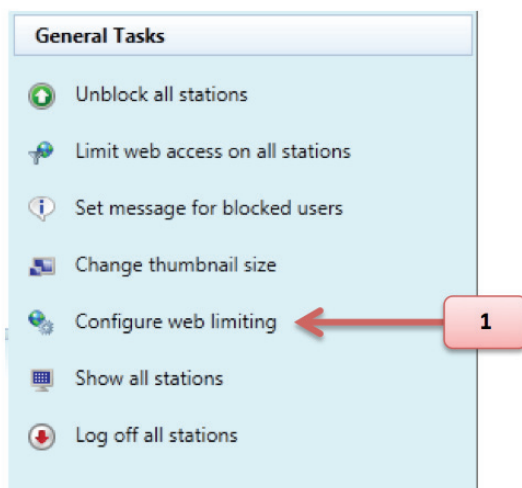 General Tasks
Unblock all stations
Limit web access on all stations
Set message for blocked users
Change thumbnail size
Configure web limiting
1
Show all stations
Log off all stations